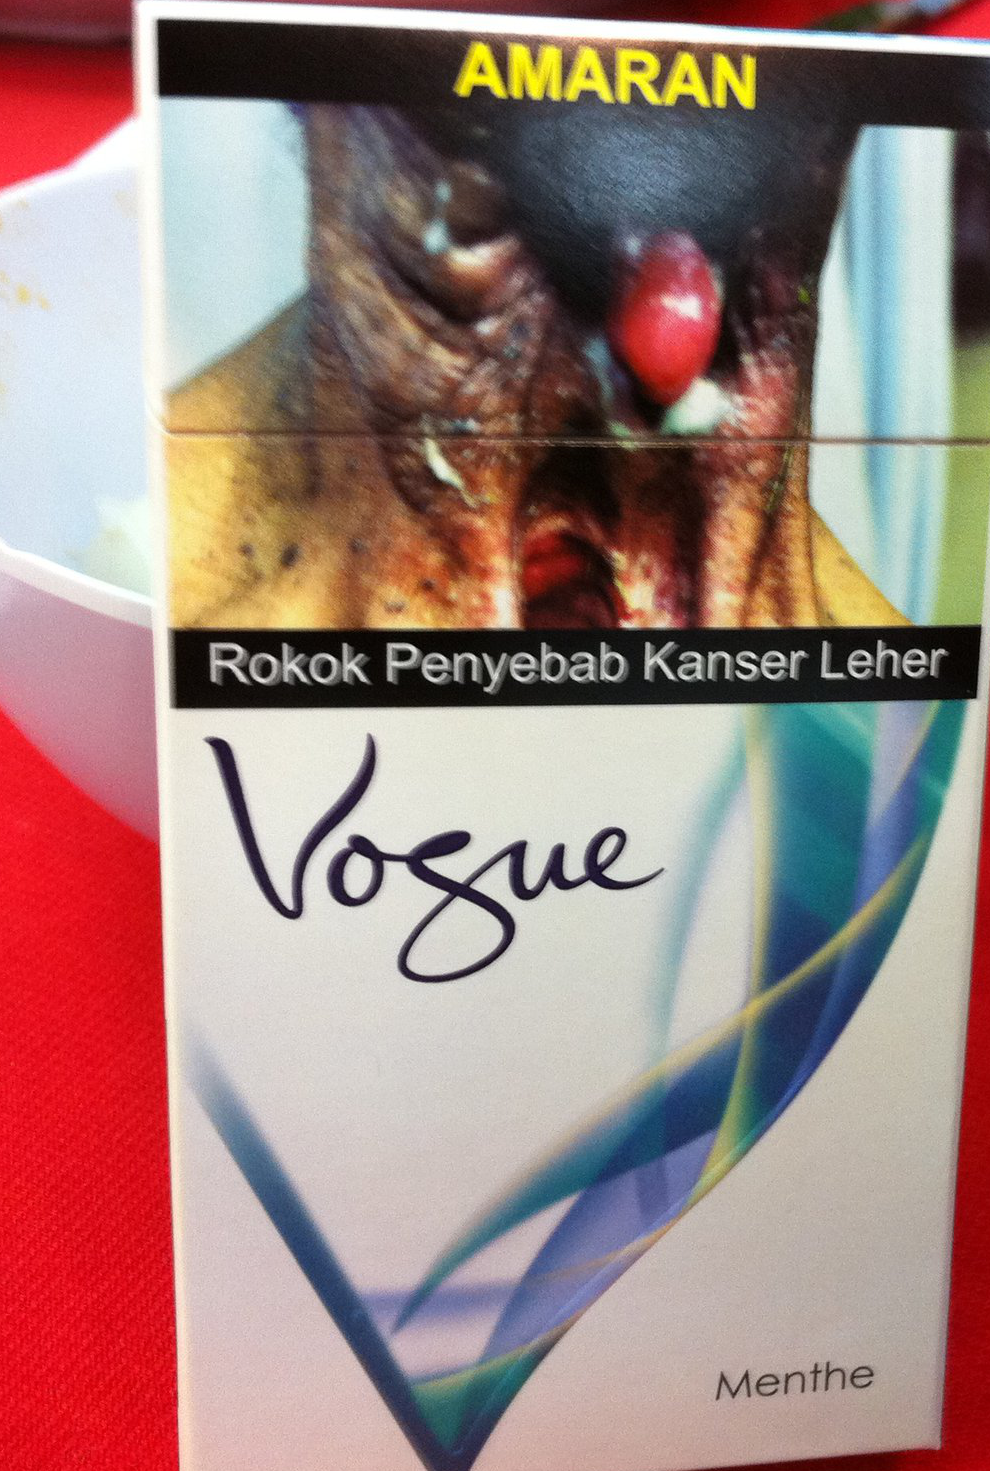 AMARAN
Rokok Penyebab Kanser Leher
Vogue
Menthe